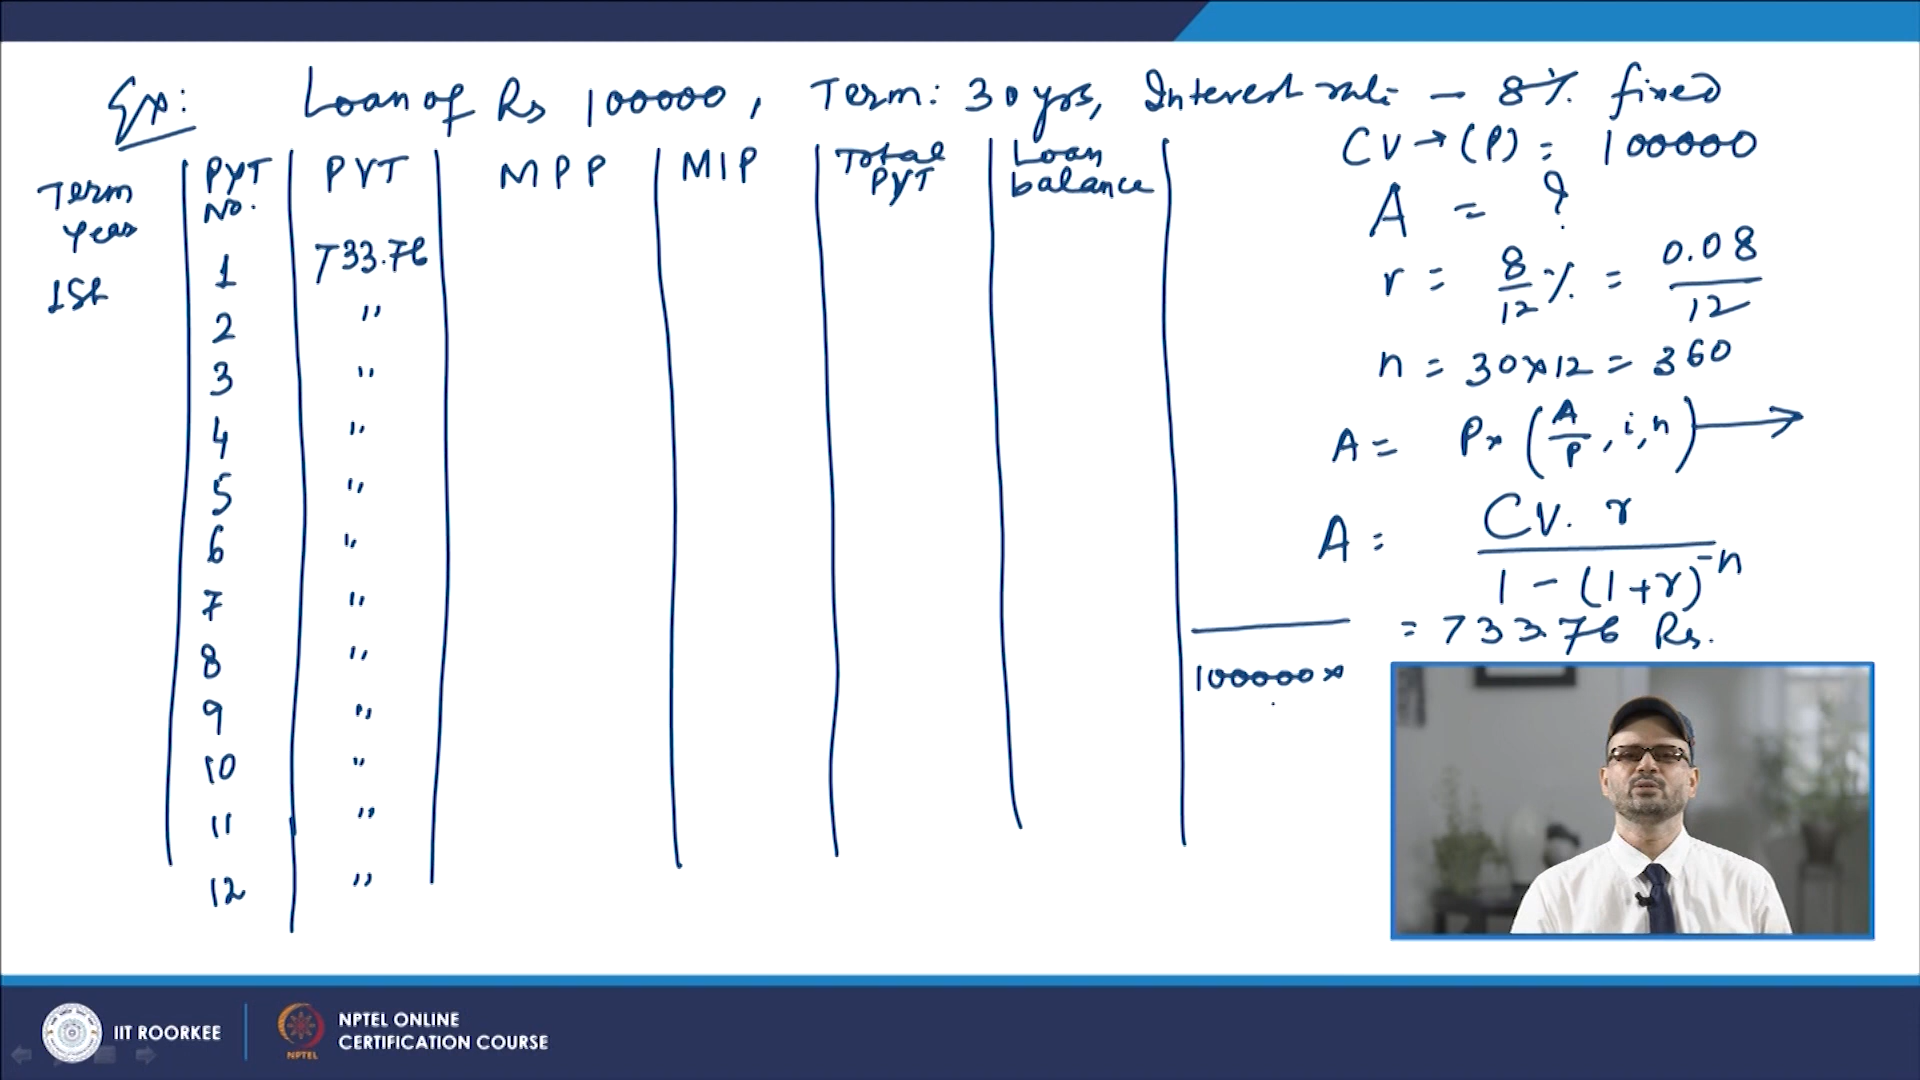 Ex: Loan of Rs 100000, Term: 30 yrs, Interest rate - 8% fixed
Term Year | PYT No. | PYT | MPP | MIP | Total PYT | Loan balance
1st | 1 | 733.76
2 | "
3 | "
4 | "
5 | "
6 | "
7 | "
8 | "
9 | "
10 | "
11 | "
12 | "
CV → (P) = 100000
A = ?
r = 8/12 % = 0.08/12
n = 30×12 = 360
A = P× (A/P, i, n) →
A = CV. r / 1 - (1+r)^-n
= 733.76 Rs.
100000×
IIT ROORKEE
NPTEL
NPTEL ONLINE
CERTIFICATION COURSE